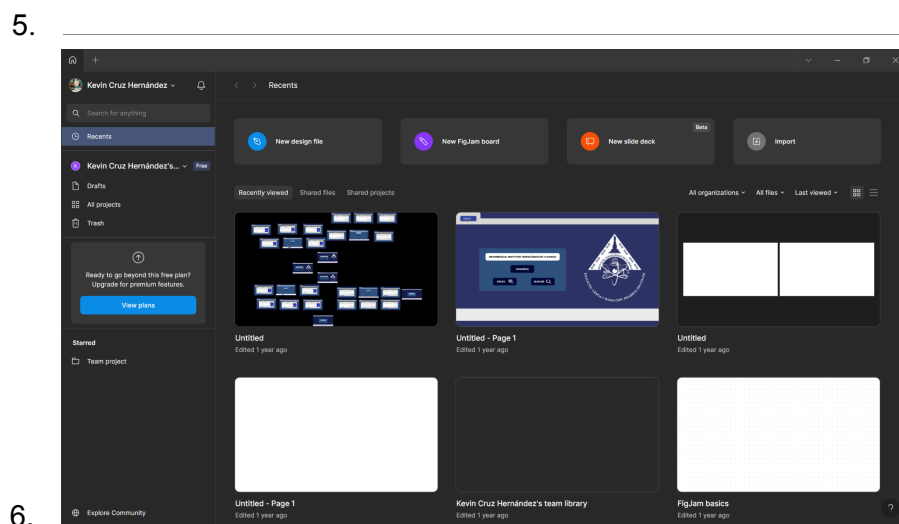 5.
Kevin Cruz Hernández
Recents
Search for anything
Recents
New design file
New FigJam board
Beta
New slide deck
Import
Kevin Cruz Hernández's... Free
Drafts
All projects
Trash
Recently viewed Shared files Shared projects
All organizations All files Last viewed
Ready to go beyond this free plan?
Upgrade for premium features.
View plans
Starred
Team project
Untitled
Edited 1 year ago
Untitled - Page 1
Edited 1 year ago
Untitled
Edited 1 year ago
Untitled - Page 1
Edited 1 year ago
Kevin Cruz Hernández's team library
Edited 1 year ago
FigJam basics
Edited 1 year ago
Explore Community
?
6.